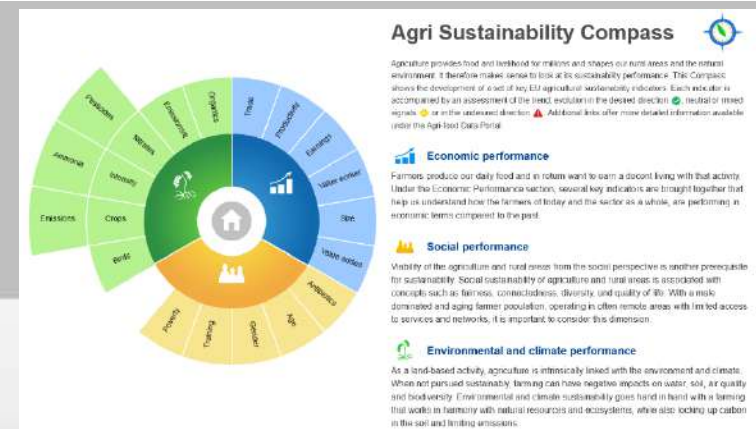 Agri Sustainability Compass
Agriculture provides food and livelihood for millions and shapes our rural areas and the natural
environment. It therefore makes sense to look at its sustainability performance. This Compass
shows the development of a set of key EU agricultural sustainability indicators. Each indicator is
accompanied by an assessment of the trend: evolution in the desired direction, neutral or mixed
signals or in the undesired direction. Additional links offer more detailed information available
under the Agri-food Data Portal
Economic performance
Farmers produce our daily food and in return want to earn a decent living with that activity.
Under the Economic Performance section, several key indicators are brought together that
help us understand how the farmers of today and the sector as a whole, are performing in
economic terms compared to the past.
Social performance
Viability of the agriculture and rural areas from the social perspective is another prerequisite
for sustainability. Social sustainability of agriculture and rural areas is associated with
concepts such as fairness, connectedness, diversity, and quality of life. With a male
dominated and aging farmer population, operating in often remote areas with limited access
to services and networks, it is important to consider this dimension.
Environmental and climate performance
As a land-based activity, agriculture is intrinsically linked with the environment and climate.
When not pursued sustainably, farming can have negative impacts on water, soil, air quality
and biodiversity. Environmental and climate sustainability goes hand in hand with a farming
that works in harmony with natural resources and ecosystems, while also locking up carbon
in the soil and limiting emissions.
Trade
Productivity
Earnings
Value worker
Size
Value added
Antibiotics
Age
Gender
Training
Poverty
Birds
Crops
Emissions
Intensity
Ammonia
Nitrates
Pesticides
Organics